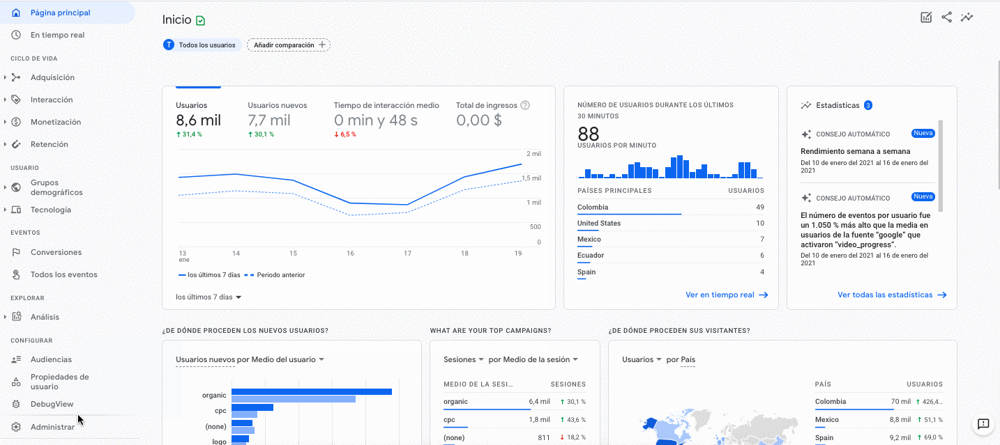 Página principal
En tiempo real
CICLO DE VIDA
Adquisición
Interacción
Monetización
Retención
USUARIO
Grupos
demográficos
Tecnología
EVENTOS
Conversiones
Todos los eventos
EXPLORAR
Análisis
CONFIGURAR
Audiencias
Propiedades de
usuario
DebugView
Administrar
Inicio
T Todos los usuarios
Añadir comparación
Usuarios
8,6 mil
31,4 %
Usuarios nuevos
7,7 mil
30,1 %
Tiempo de interacción medio
0 min y 48 s
6,5 %
Total de ingresos
0,00 $
2 mil
1,5 mil
1 mil
500
0
13 14 15 16 17 18 19
ene
los últimos 7 días Periodo anterior
los últimos 7 días
NÚMERO DE USUARIOS DURANTE LOS ÚLTIMOS
30 MINUTOS
88
USUARIOS POR MINUTO
PAÍSES PRINCIPALES USUARIOS
Colombia 49
United States 10
Mexico 7
Ecuador 6
Spain 4
Ver en tiempo real
Estadísticas 3
CONSEJO AUTOMÁTICO Nueva
Rendimiento semana a semana
Del 10 de enero del 2021 al 16 de enero del
2021
CONSEJO AUTOMÁTICO Nueva
El número de eventos por usuario fue
un 1.050 % más alto que la media en
usuarios de la fuente “google” que
activaron “video_progress”.
Del 10 de enero del 2021 al 16 de enero del
2021
Ver todas las estadísticas
¿DE DÓNDE PROCEDEN LOS NUEVOS USUARIOS?
Usuarios nuevos por Medio del usuario
organic
cpc
(none)
logo
WHAT ARE YOUR TOP CAMPAIGNS?
Sesiones por Medio de la sesión
MEDIO DE LA SESI... SESIONES
organic 6,4 mil 30,1 %
cpc 1,8 mil 43,6 %
(none) 811 18,2 %
¿DE DÓNDE PROCEDEN SUS VISITANTES?
Usuarios por País
PAÍS USUARIOS
Colombia 70 mil 426,4...
Mexico 8,8 mil 51,1 %
Spain 9,2 mil 69,0 %